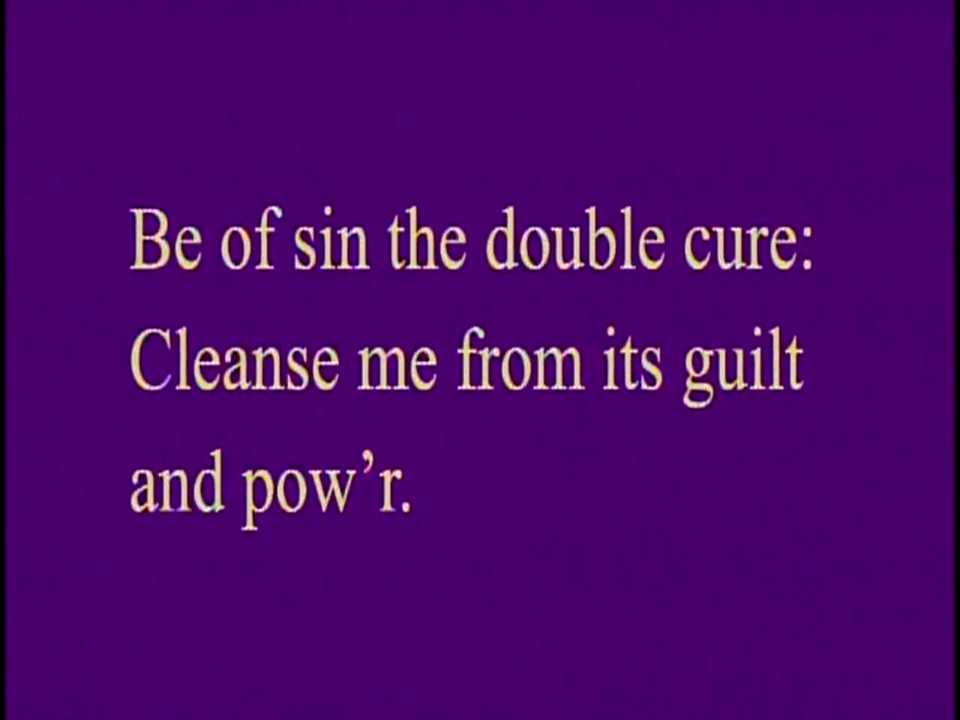 Be of sin the double cure:
Cleanse me from its guilt
and pow’r.